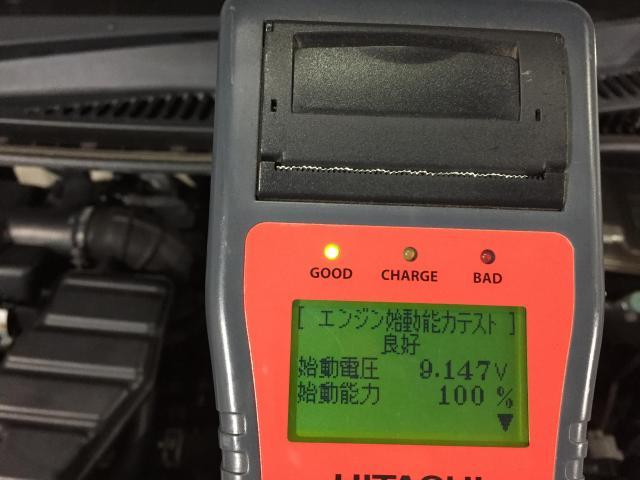 GOOD CHARGE BAD
[ エンジン始動能力テスト ]
良好
始動電圧 9.147V
始動能力 100 %
▼
HITACHI